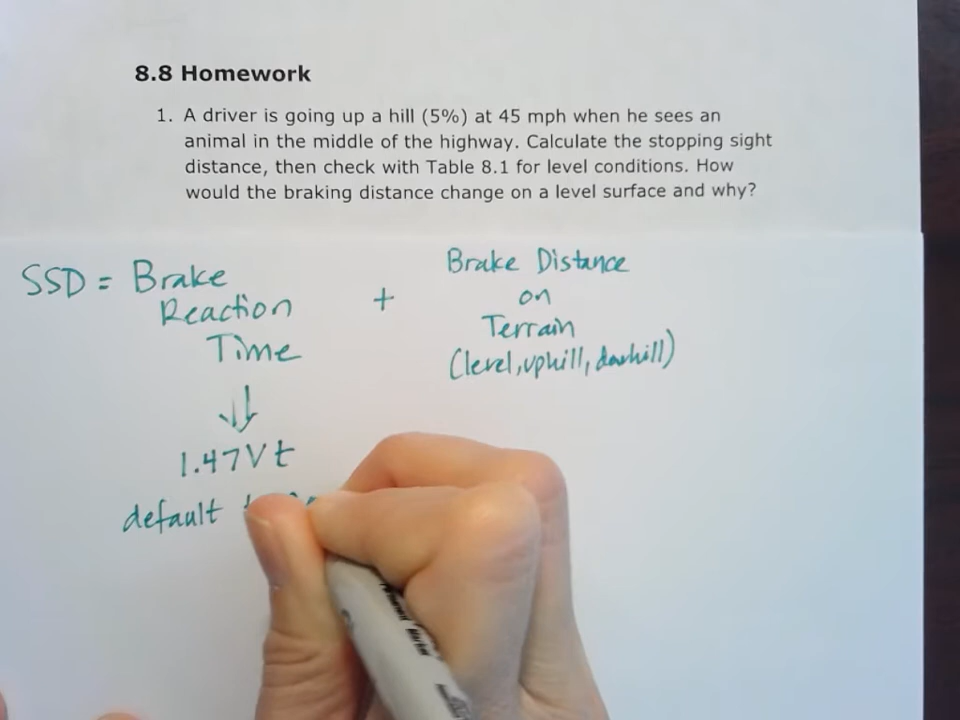 8.8 Homework
1. A driver is going up a hill (5%) at 45 mph when he sees an
animal in the middle of the highway. Calculate the stopping sight
distance, then check with Table 8.1 for level conditions. How
would the braking distance change on a level surface and why?
SSD = Brake
Reaction
Time
+
Brake Distance
on
Terrain
(level, uphill, downhill)
1.47Vt
default